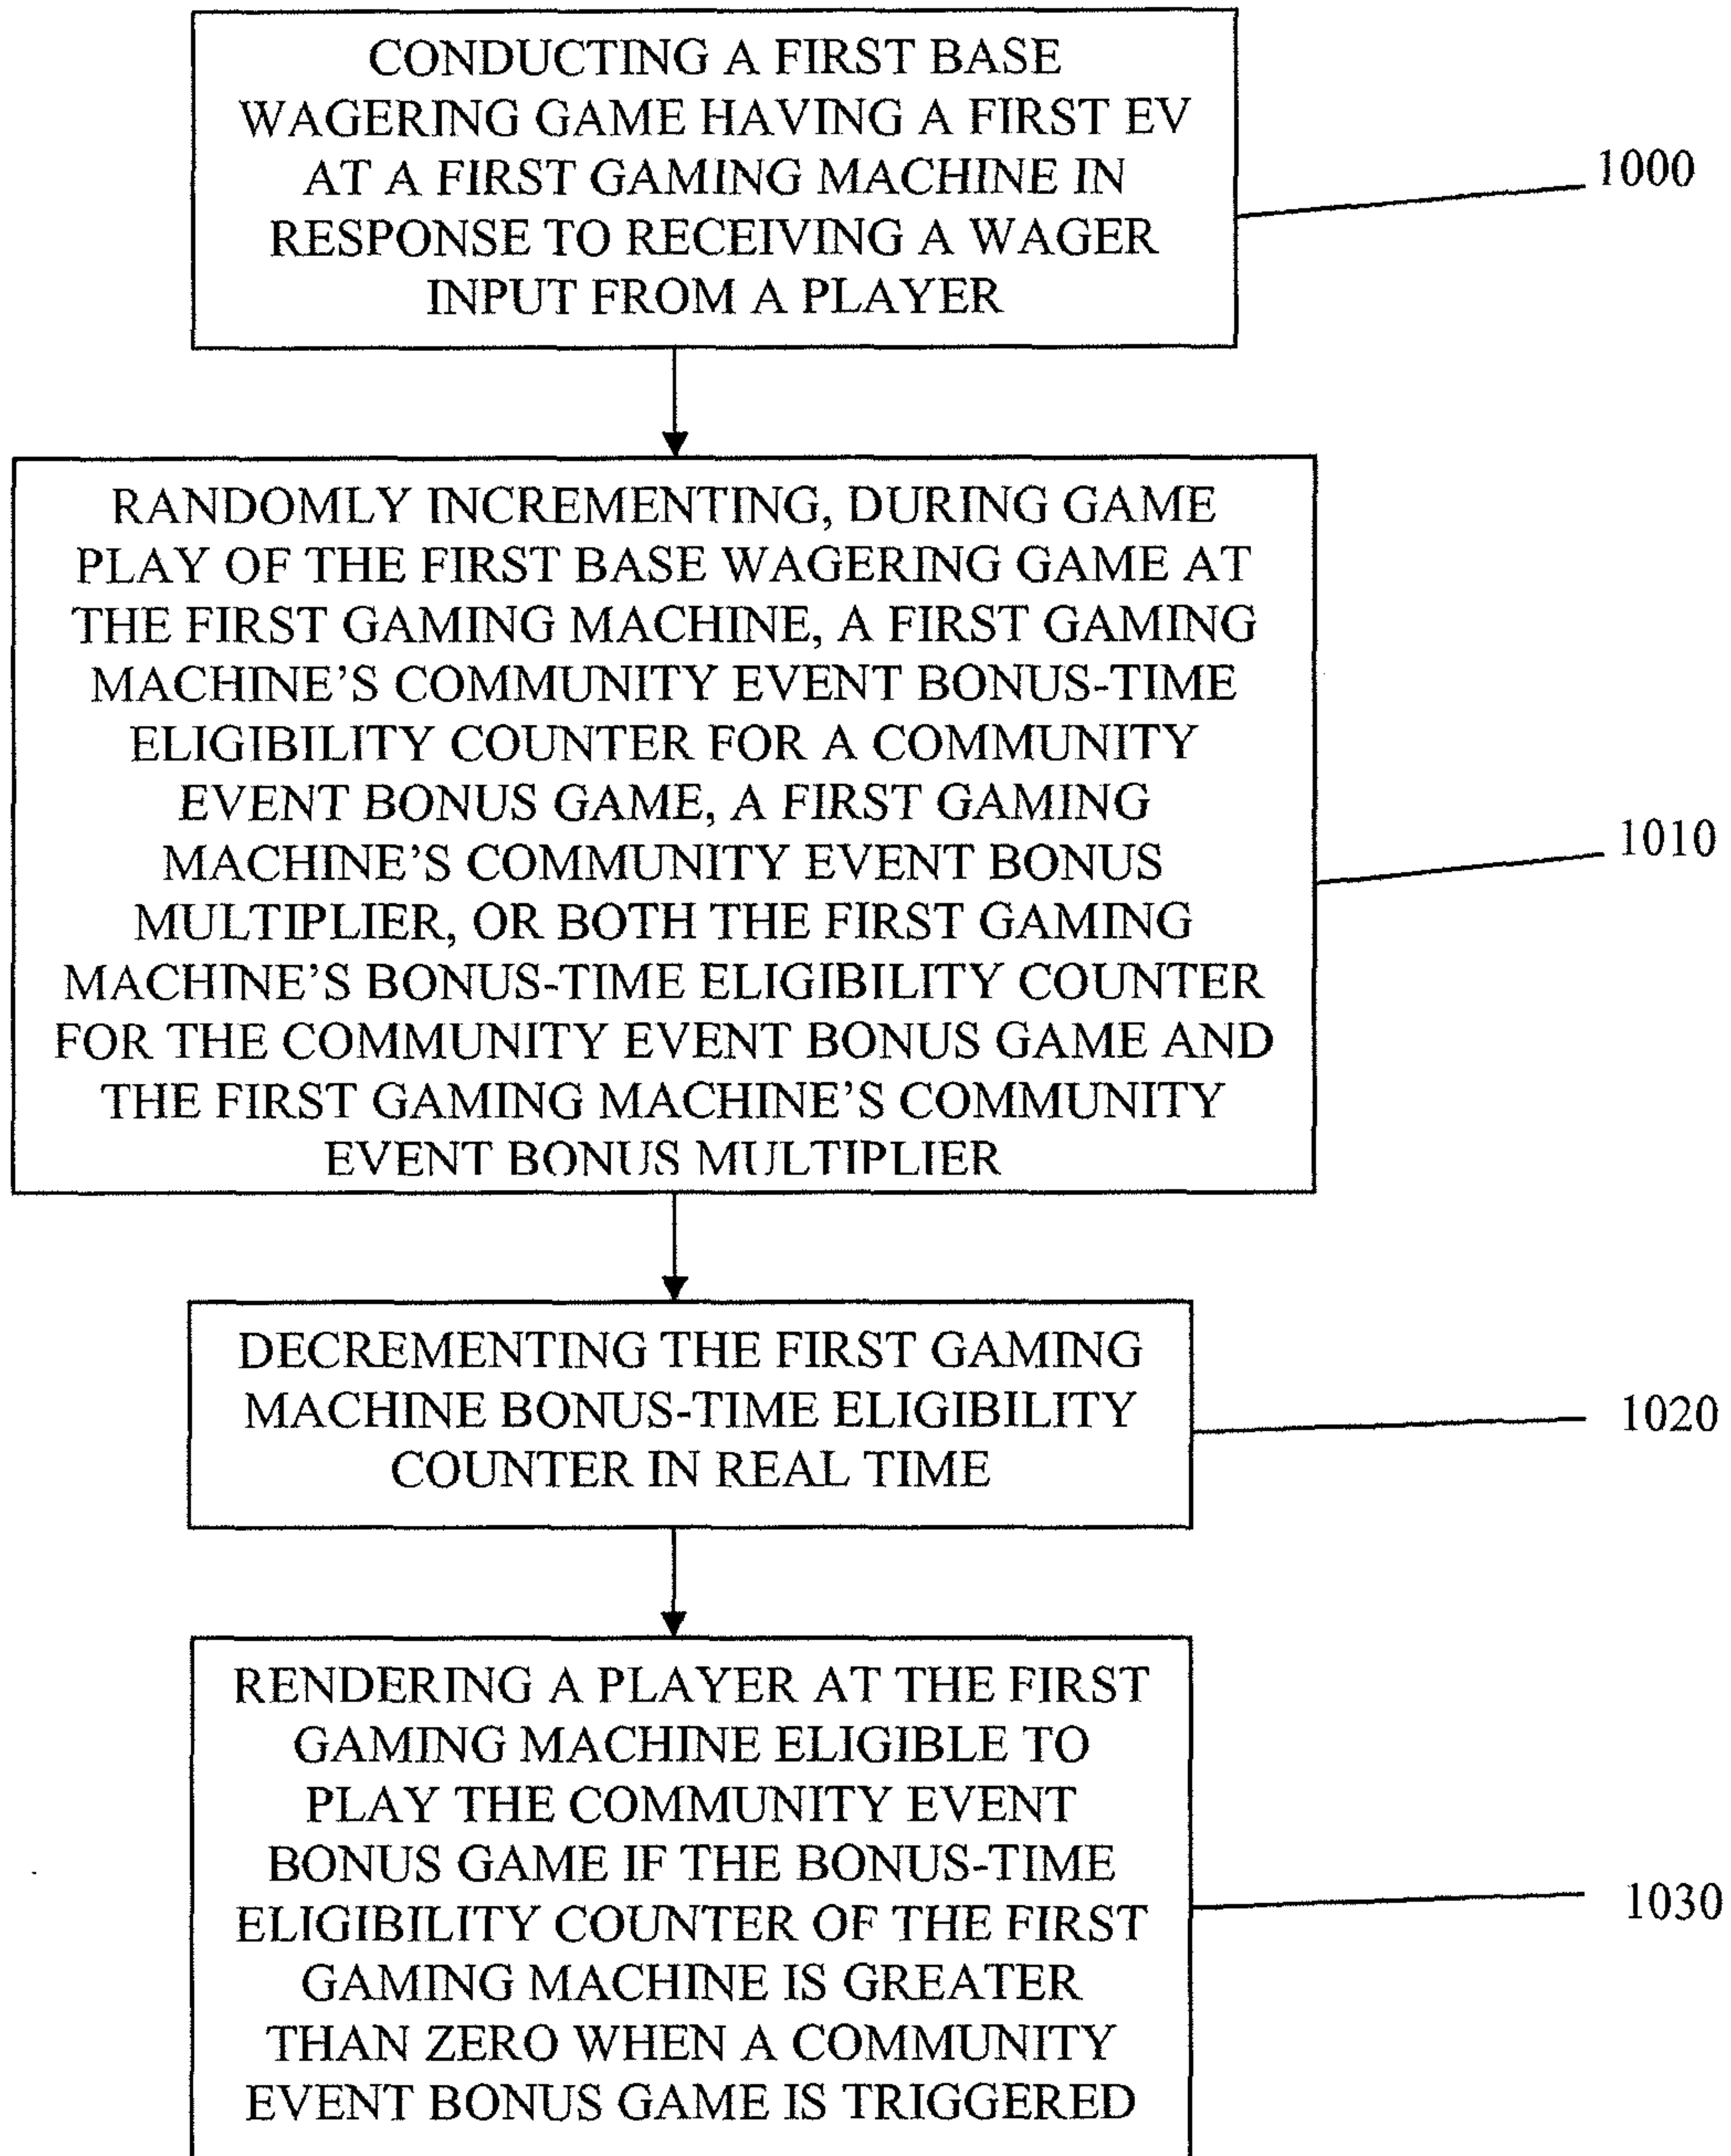 CONDUCTING A FIRST BASE
WAGERING GAME HAVING A FIRST EV
AT A FIRST GAMING MACHINE IN
RESPONSE TO RECEIVING A WAGER
INPUT FROM A PLAYER
1000
RANDOMLY INCREMENTING, DURING GAME
PLAY OF THE FIRST BASE WAGERING GAME AT
THE FIRST GAMING MACHINE, A FIRST GAMING
MACHINE'S COMMUNITY EVENT BONUS-TIME
ELIGIBILITY COUNTER FOR A COMMUNITY
EVENT BONUS GAME, A FIRST GAMING
MACHINE'S COMMUNITY EVENT BONUS
MULTIPLIER, OR BOTH THE FIRST GAMING
MACHINE'S BONUS-TIME ELIGIBILITY COUNTER
FOR THE COMMUNITY EVENT BONUS GAME AND
THE FIRST GAMING MACHINE'S COMMUNITY
EVENT BONUS MULTIPLIER
1010
DECREMENTING THE FIRST GAMING
MACHINE BONUS-TIME ELIGIBILITY
COUNTER IN REAL TIME
1020
RENDERING A PLAYER AT THE FIRST
GAMING MACHINE ELIGIBLE TO
PLAY THE COMMUNITY EVENT
BONUS GAME IF THE BONUS-TIME
ELIGIBILITY COUNTER OF THE FIRST
GAMING MACHINE IS GREATER
THAN ZERO WHEN A COMMUNITY
EVENT BONUS GAME IS TRIGGERED
1030